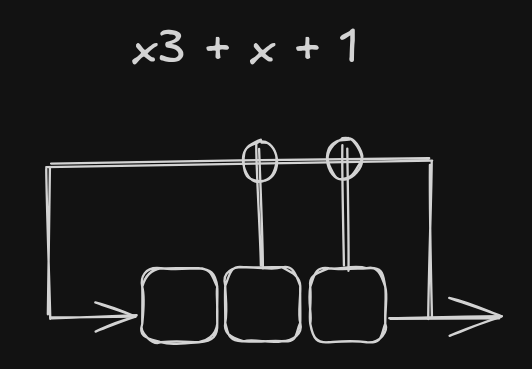 x3 + x + 1